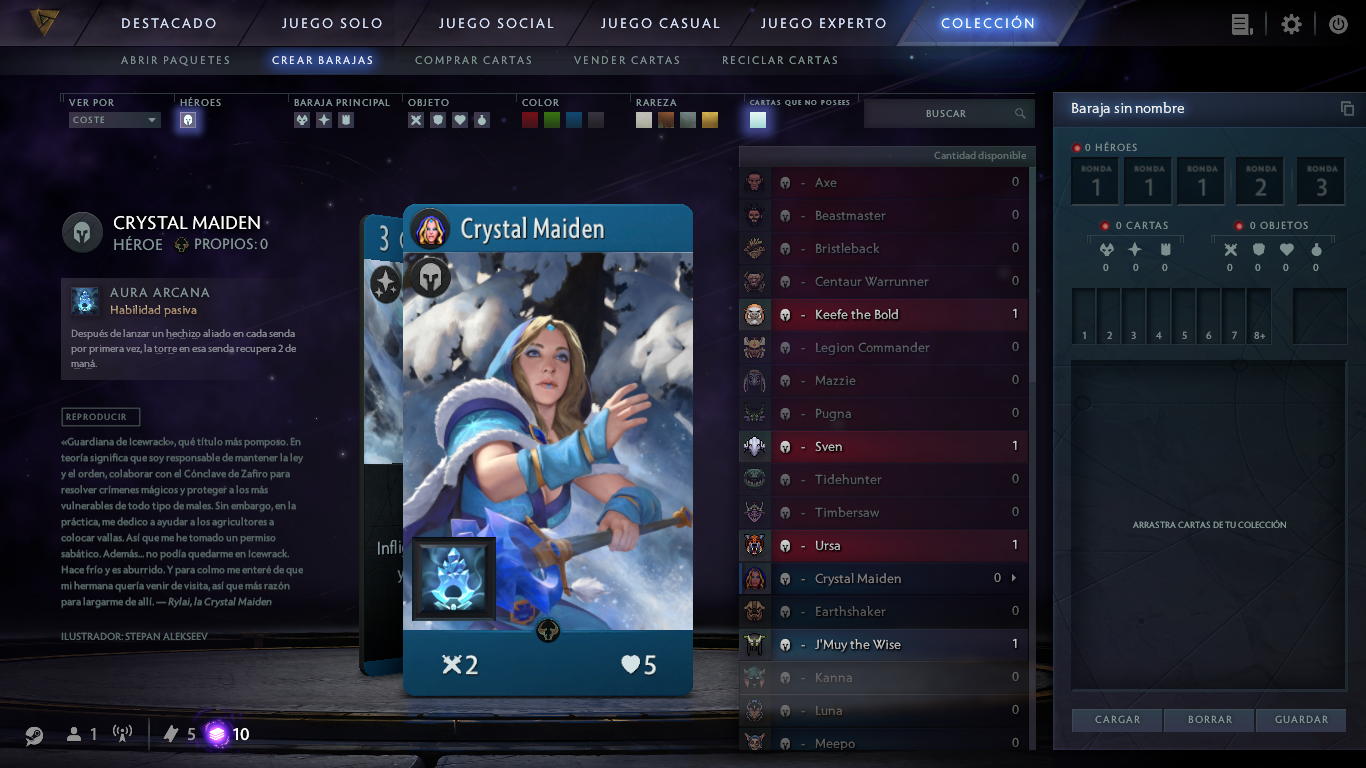 DESTACADO
JUEGO SOLO
JUEGO SOCIAL
JUEGO CASUAL
JUEGO EXPERTO
COLECCIÓN
ABRIR PAQUETES
CREAR BARAJAS
COMPRAR CARTAS
VENDER CARTAS
RECICLAR CARTAS
VER POR
COSTE
HÉROES
BARAJA PRINCIPAL
OBJETO
COLOR
RAREZA
CARTAS QUE NO POSEES
BUSCAR
CRYSTAL MAIDEN
HÉROE PROPIOS: 0
AURA ARCANA
Habilidad pasiva
Después de lanzar un hechizo aliado en cada senda
por primera vez, la torre en esa senda recupera 2 de
maná.
REPRODUCIR
«Guardiana de Icewrack», qué título más pomposo. En
teoría significa que soy responsable de mantener la ley
y el orden, colaborar con el Cónclave de Zafiro para
resolver crímenes mágicos y proteger a los más
vulnerables de todo tipo de males. Sin embargo, en la
práctica, me dedico a ayudar a los agricultores a
colocar vallas. Así que me he tomado un permiso
sabático. Además... no podía quedarme en Icewrack.
Hace frío y es aburrido. Y para colmo me enteré de que
mi hermana quería venir de visita, así que más razón
para largarme de allí. — Rylai, la Crystal Maiden
ILUSTRADOR: STEPAN ALEKSEEV
3
Infli
y
Crystal Maiden
2
5
Cantidad disponible
- Axe 0
- Beastmaster 0
- Bristleback 0
- Centaur Warrunner 0
- Keefe the Bold 1
- Legion Commander 0
- Mazzie 0
- Pugna 0
- Sven 1
- Tidehunter 0
- Timbersaw 0
- Ursa 1
- Crystal Maiden 0
- Earthshaker 0
- J'Muy the Wise 1
- Kanna 0
- Luna 0
- Meepo 0
Baraja sin nombre
0 HÉROES
RONDA 1
RONDA 1
RONDA 1
RONDA 2
RONDA 3
0 CARTAS
0 OBJETOS
0 0 0
0 0 0 0
1 2 3 4 5 6 7 8+
ARRASTRA CARTAS DE TU COLECCIÓN
CARGAR
BORRAR
GUARDAR
1
5
10